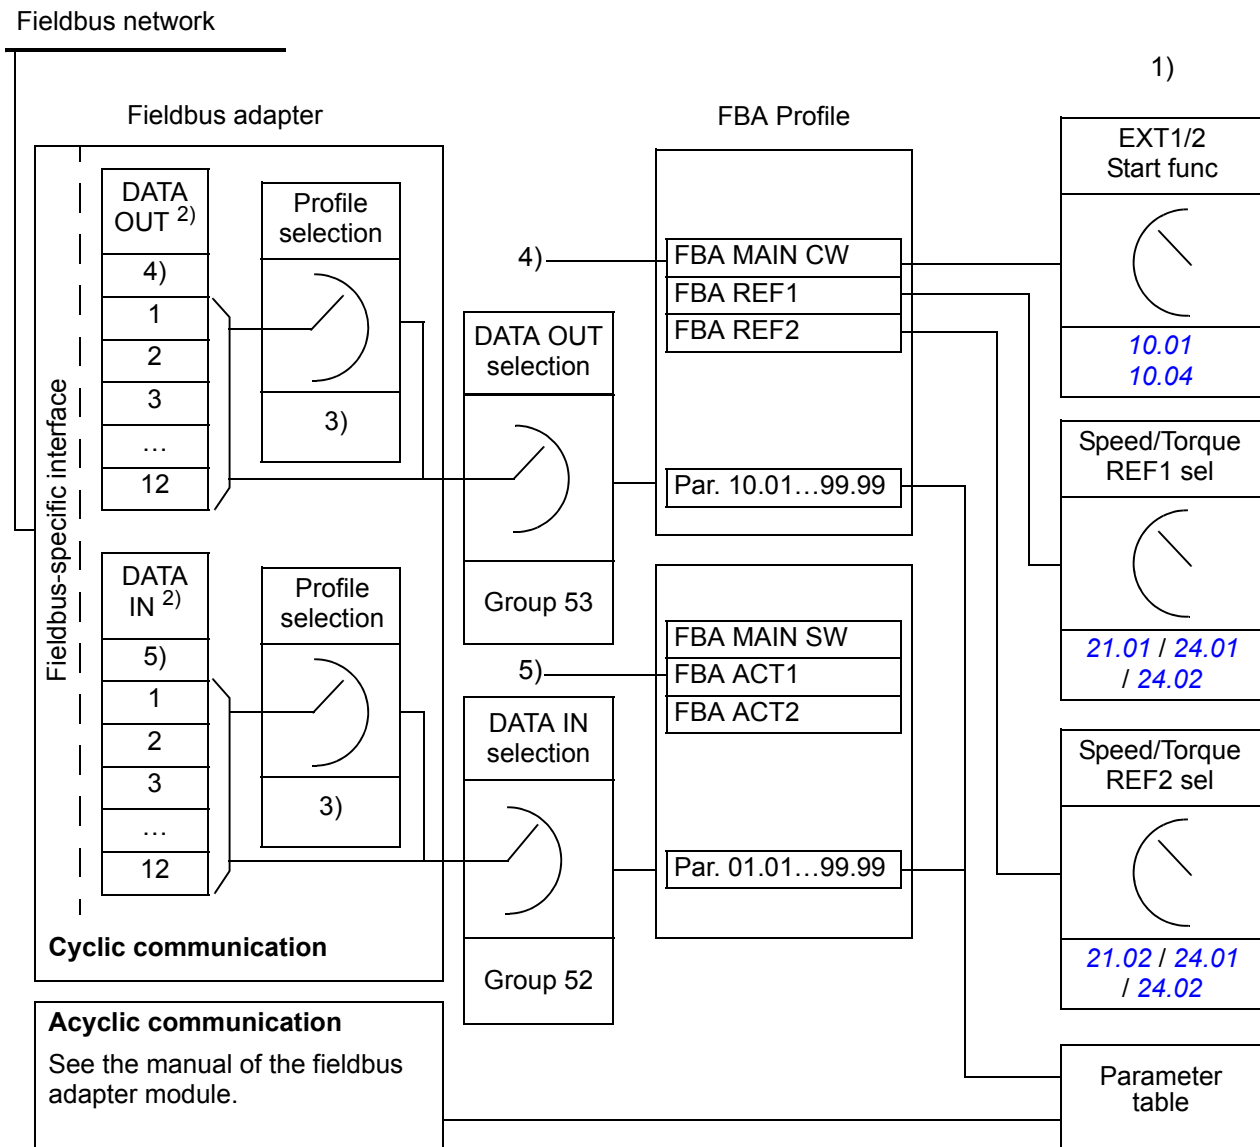 Fieldbus network
1)
Fieldbus adapter
FBA Profile
Fieldbus-specific interface
DATA
OUT 2)
4)
1
2
3
…
12
Profile
selection
3)
DATA OUT
selection
Group 53
4)
FBA MAIN CW
FBA REF1
FBA REF2
Par. 10.01…99.99
EXT1/2
Start func
10.01
10.04
Speed/Torque
REF1 sel
21.01 / 24.01
/ 24.02
DATA
IN 2)
5)
1
2
3
…
12
Profile
selection
3)
5)
DATA IN
selection
Group 52
FBA MAIN SW
FBA ACT1
FBA ACT2
Par. 01.01…99.99
Speed/Torque
REF2 sel
21.02 / 24.01
/ 24.02
Cyclic communication
Acyclic communication
See the manual of the fieldbus
adapter module.
Parameter
table